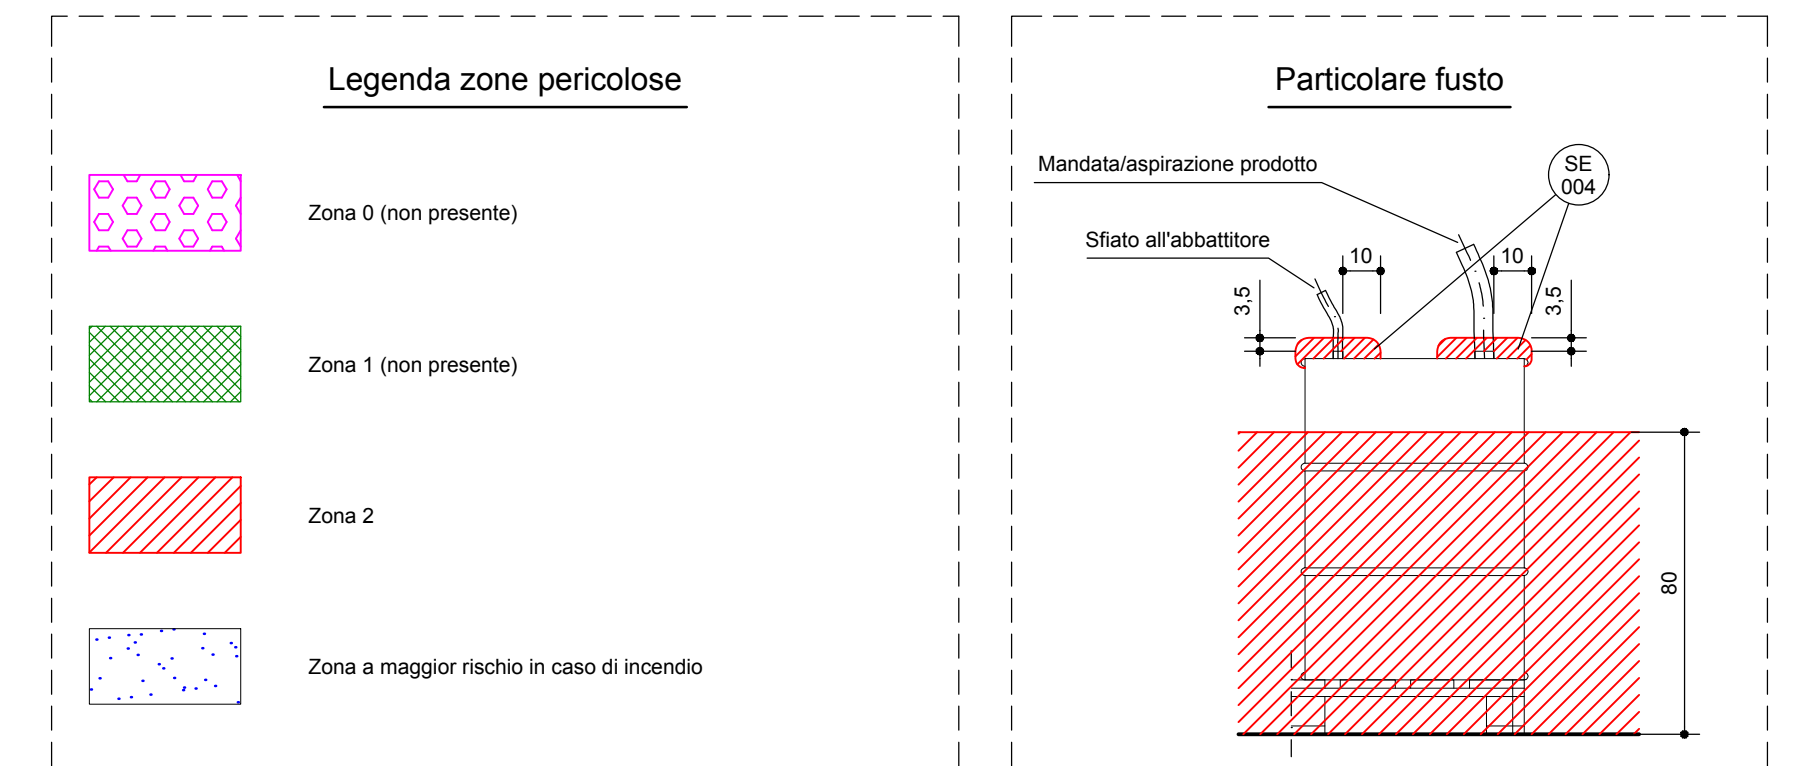 Legenda zone pericolose
Zona 0 (non presente)
Zona 1 (non presente)
Zona 2
Zona a maggior rischio in caso di incendio
Particolare fusto
Mandata/aspirazione prodotto
SE
004
Sfiato all'abbattitore
10
10
3,5
3,5
80